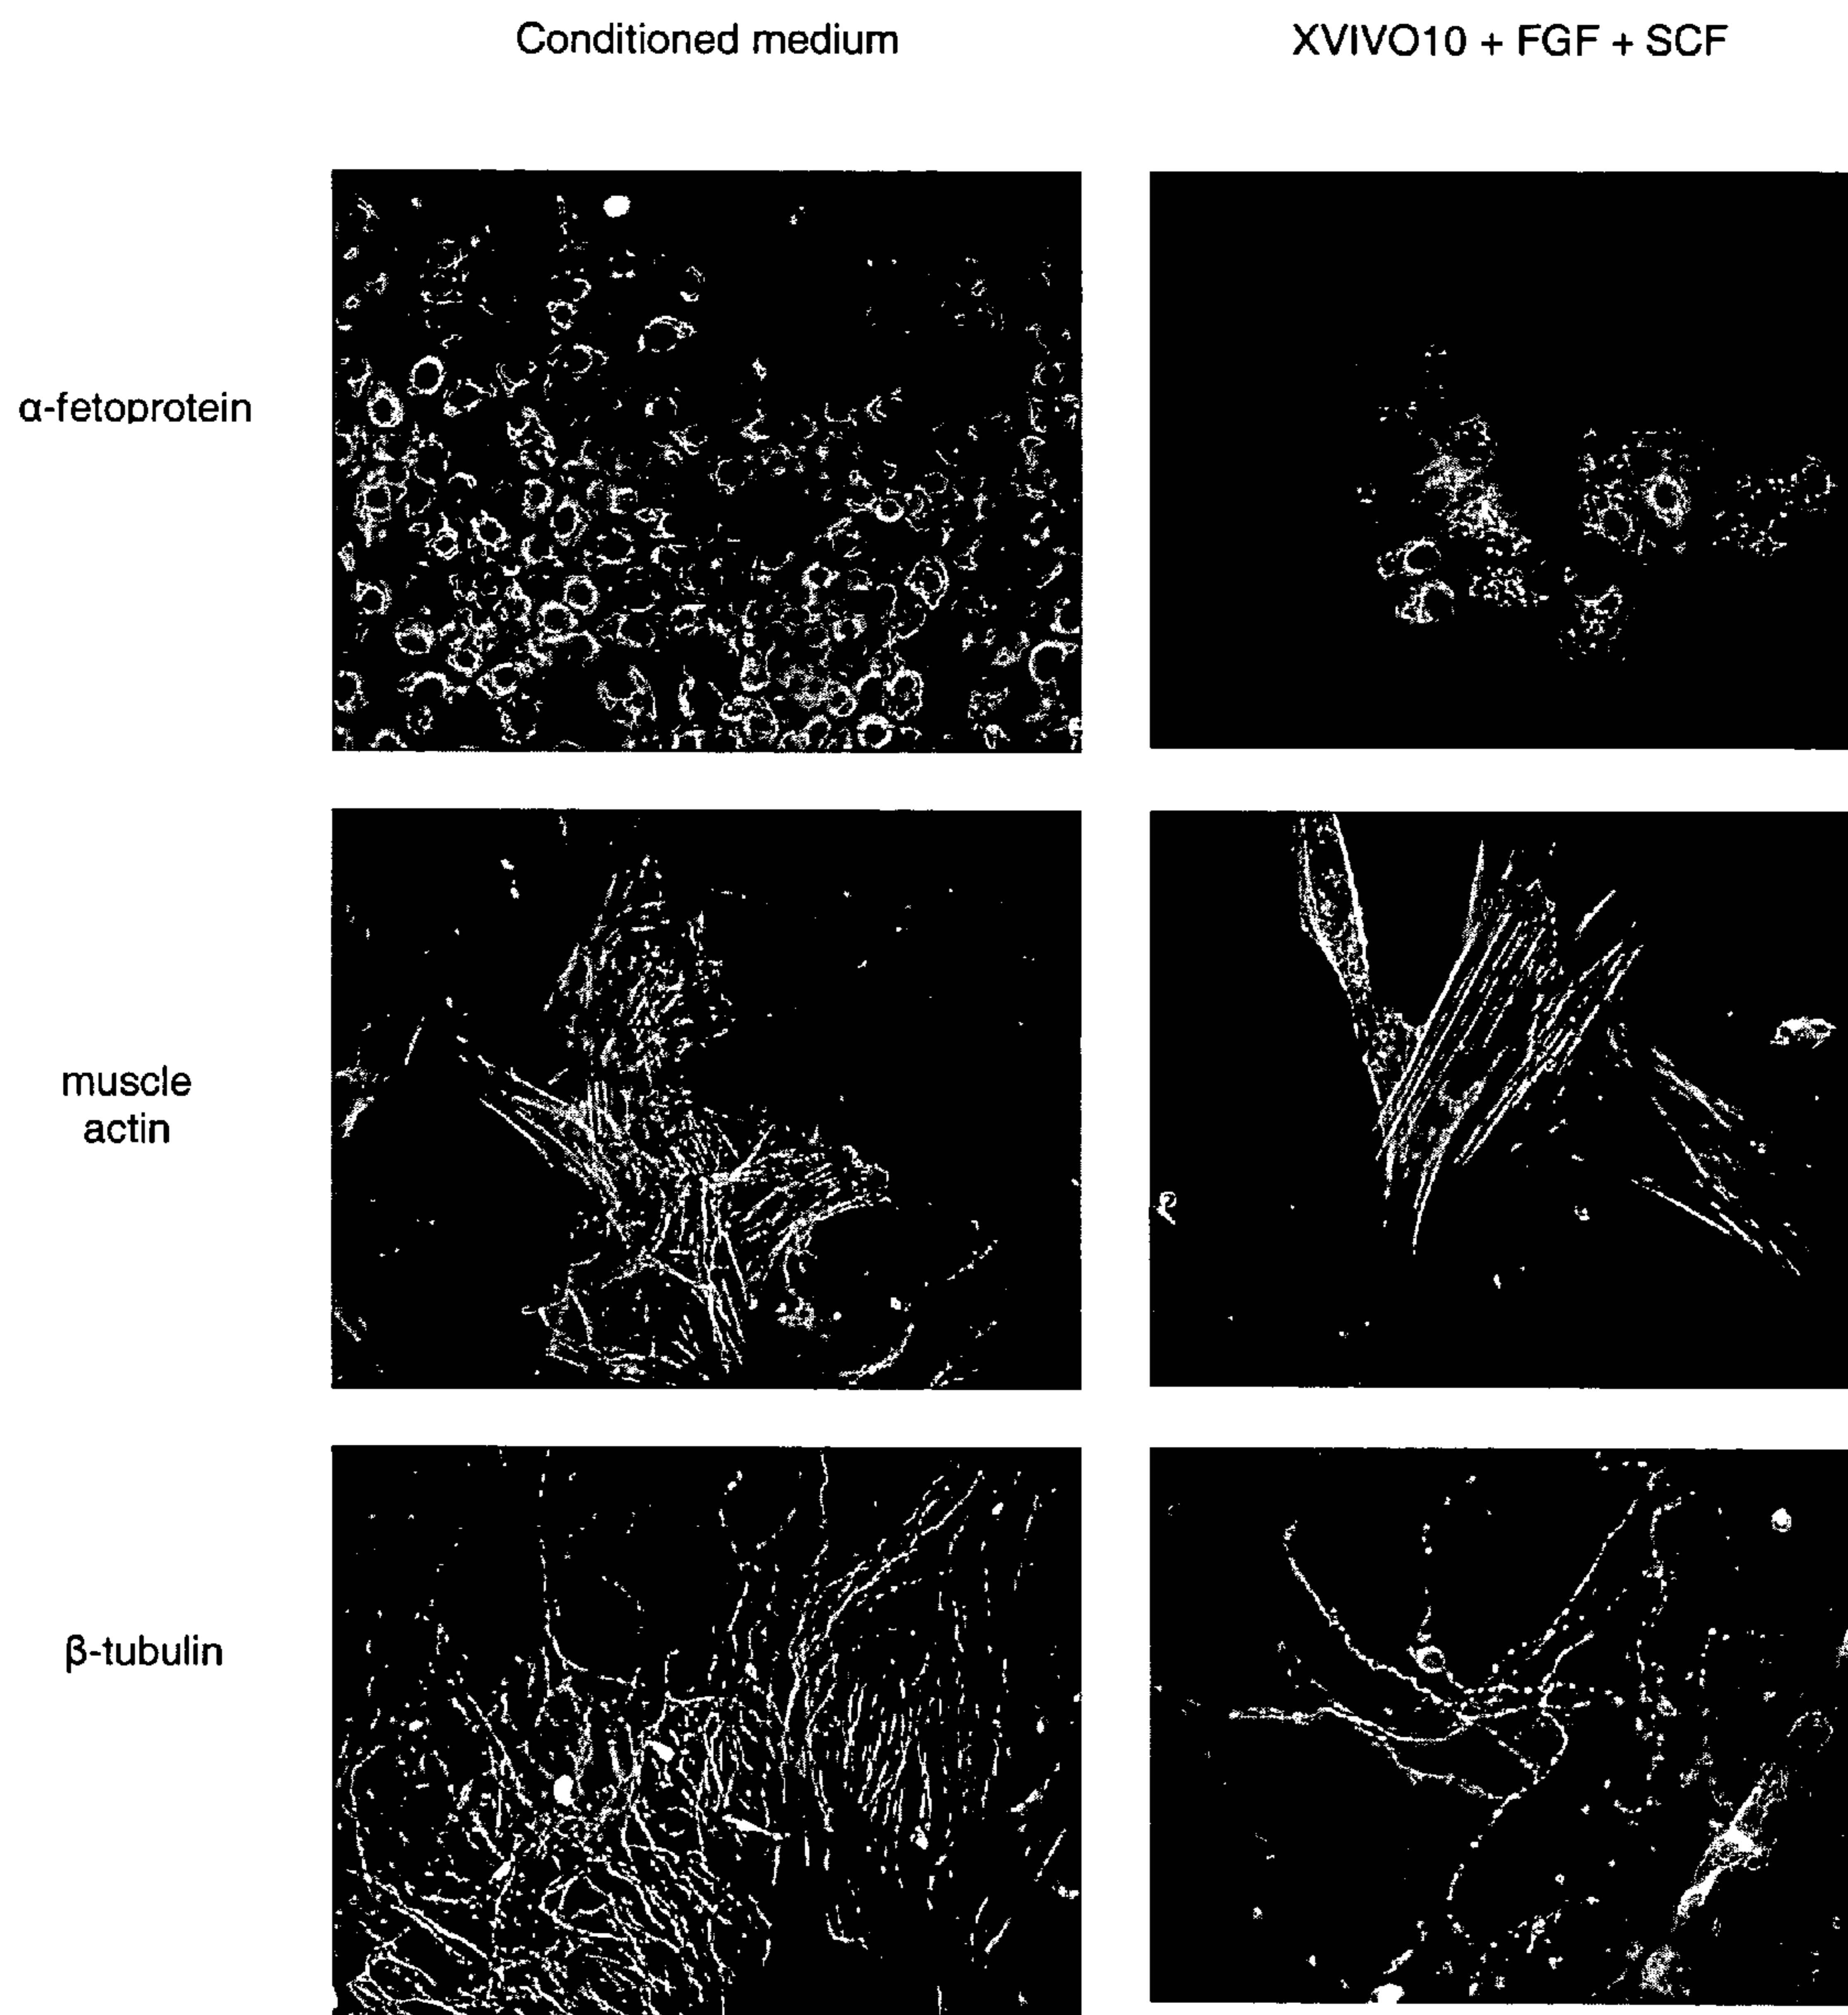 Conditioned medium
XVIVO10 + FGF + SCF
α-fetoprotein
muscle
actin
β-tubulin